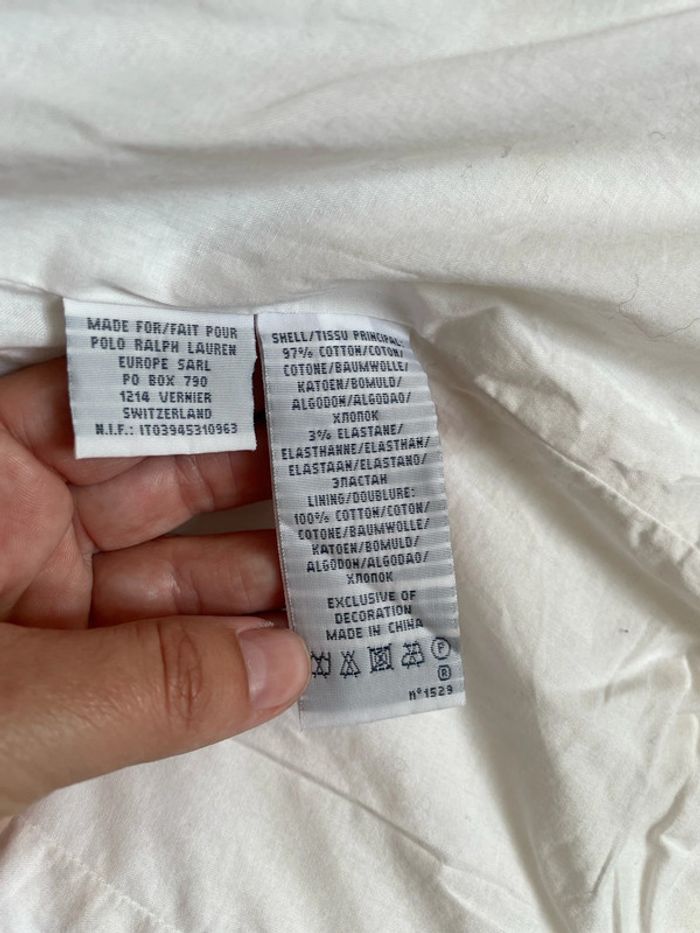 MADE FOR/FAIT POUR
POLO RALPH LAUREN
EUROPE SARL
PO BOX 790
1214 VERNIER
SWITZERLAND
N.I.F.: IT03945310963
SHELL/TISSU PRINCIPAL:
97% COTTON/COTON/
COTONE/BAUMWOLLE/
KATOEN/BOMULD/
ALGODON/ALGODAO/
ХЛОПОК
3% ELASTANE/
ELASTHANNE/ELASTHAN/
ELASTAAN/ELASTANO/
ЭЛАСТАН
LINING/DOUBLURE:
100% COTTON/COTON/
COTONE/BAUMWOLLE/
KATOEN/BOMULD/
ALGODON/ALGODAO/
ХЛОПОК
EXCLUSIVE OF
DECORATION
MADE IN CHINA
P
R
N°1529